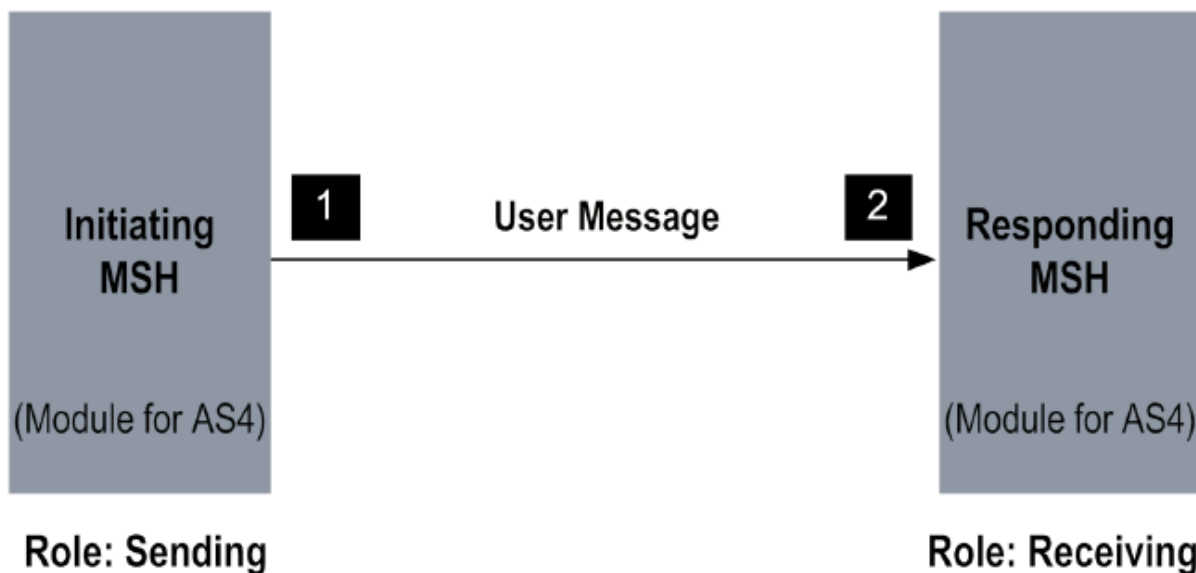 Initiating
MSH
(Module for AS4)
Role: Sending
1
User Message
2
Responding
MSH
(Module for AS4)
Role: Receiving